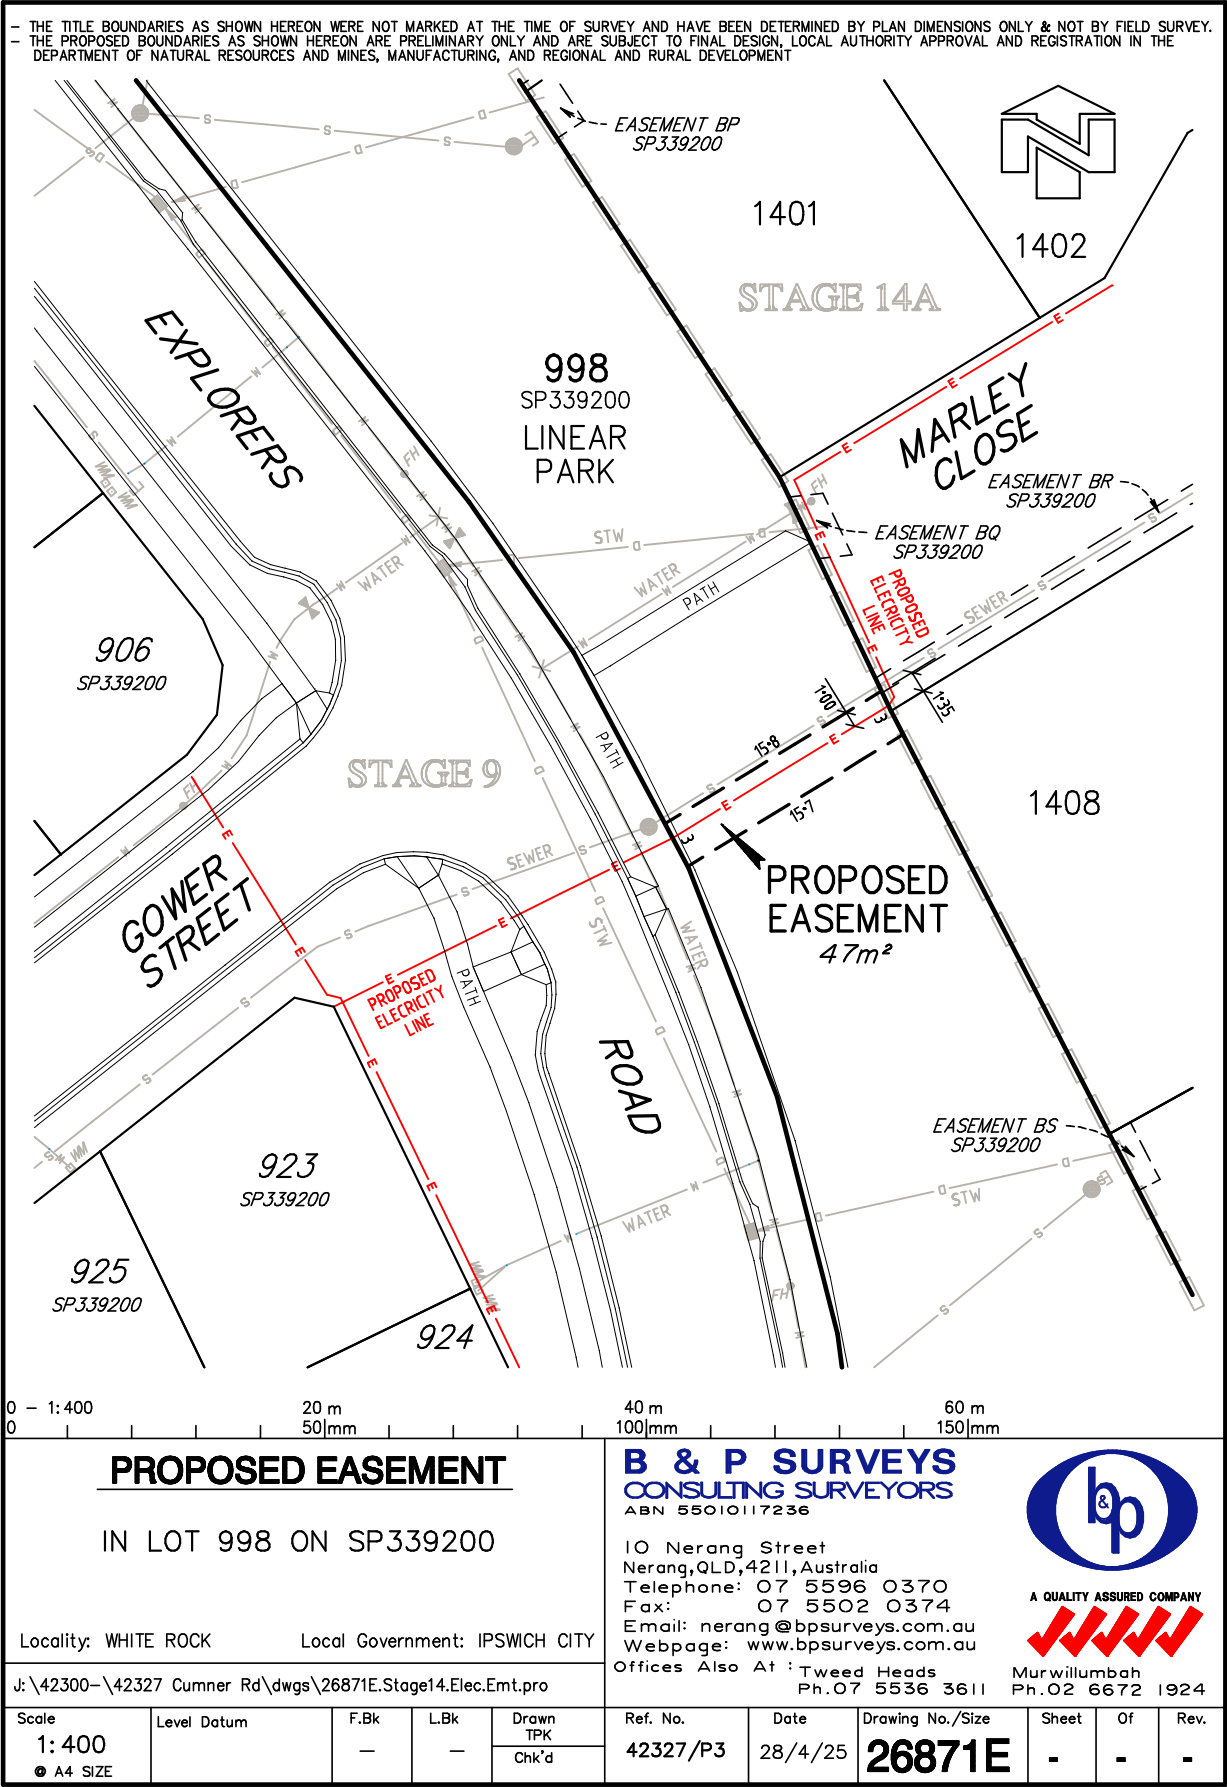 - THE TITLE BOUNDARIES AS SHOWN HEREON WERE NOT MARKED AT THE TIME OF SURVEY AND HAVE BEEN DETERMINED BY PLAN DIMENSIONS ONLY & NOT BY FIELD SURVEY.
- THE PROPOSED BOUNDARIES AS SHOWN HEREON ARE PRELIMINARY ONLY AND ARE SUBJECT TO FINAL DESIGN, LOCAL AUTHORITY APPROVAL AND REGISTRATION IN THE
DEPARTMENT OF NATURAL RESOURCES AND MINES, MANUFACTURING, AND REGIONAL AND RURAL DEVELOPMENT
EASEMENT BP
SP339200
N
1401
1402
STAGE 14A
EXPLORERS
998
SP339200
LINEAR
PARK
MARLEY
CLOSE
EASEMENT BR
SP339200
EASEMENT BQ
SP339200
FH
FH
STW
WATER
WATER
PATH
PROPOSED
ELECRICITY
LINE
SEWER
906
SP339200
1·00
1·35
3
15·8
15·7
3
PATH
STAGE 9
FH
1408
SEWER
GOWER
STREET
PROPOSED
EASEMENT
47m²
STW
WATER
PROPOSED
ELECRICITY
LINE
PATH
ROAD
EASEMENT BS
SP339200
WM
WM
WM
923
SP339200
STW
WATER
925
SP339200
WM
WM
FH
924
0 - 1:400 20 m 40 m 60 m
0 50 mm 100 mm 150 mm
PROPOSED EASEMENT
IN LOT 998 ON SP339200
Locality: WHITE ROCK Local Government: IPSWICH CITY
J:\42300-\42327 Cumner Rd\dwgs\26871E.Stage14.Elec.Emt.pro
B & P SURVEYS
CONSULTING SURVEYORS
ABN 55010117236
10 Nerang Street
Nerang,QLD,4211,Australia
Telephone: 07 5596 0370
Fax: 07 5502 0374
Email: nerang@bpsurveys.com.au
Webpage: www.bpsurveys.com.au
Offices Also At : Tweed Heads Murwillumbah
Ph.07 5536 3611 Ph.02 6672 1924
b&p
A QUALITY ASSURED COMPANY
Scale
1:400
@ A4 SIZE
Level Datum
F.Bk
-
L.Bk
-
Drawn
TPK
Chk'd
Ref. No.
42327/P3
Date
28/4/25
Drawing No./Size
26871E
Sheet
-
Of
-
Rev.
-